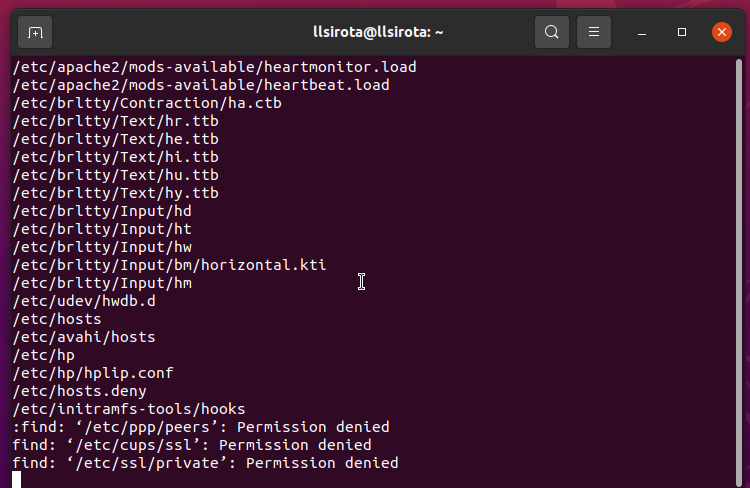 llsirota@llsirota: ~
/etc/apache2/mods-available/heartmonitor.load
/etc/apache2/mods-available/heartbeat.load
/etc/brltty/Contraction/ha.ctb
/etc/brltty/Text/hr.ttb
/etc/brltty/Text/he.ttb
/etc/brltty/Text/hi.ttb
/etc/brltty/Text/hu.ttb
/etc/brltty/Text/hy.ttb
/etc/brltty/Input/hd
/etc/brltty/Input/ht
/etc/brltty/Input/hw
/etc/brltty/Input/bm/horizontal.kti
/etc/brltty/Input/hm
/etc/udev/hwdb.d
/etc/hosts
/etc/avahi/hosts
/etc/hp
/etc/hp/hplip.conf
/etc/hosts.deny
/etc/initramfs-tools/hooks
:find: ‘/etc/ppp/peers’: Permission denied
find: ‘/etc/cups/ssl’: Permission denied
find: ‘/etc/ssl/private’: Permission denied